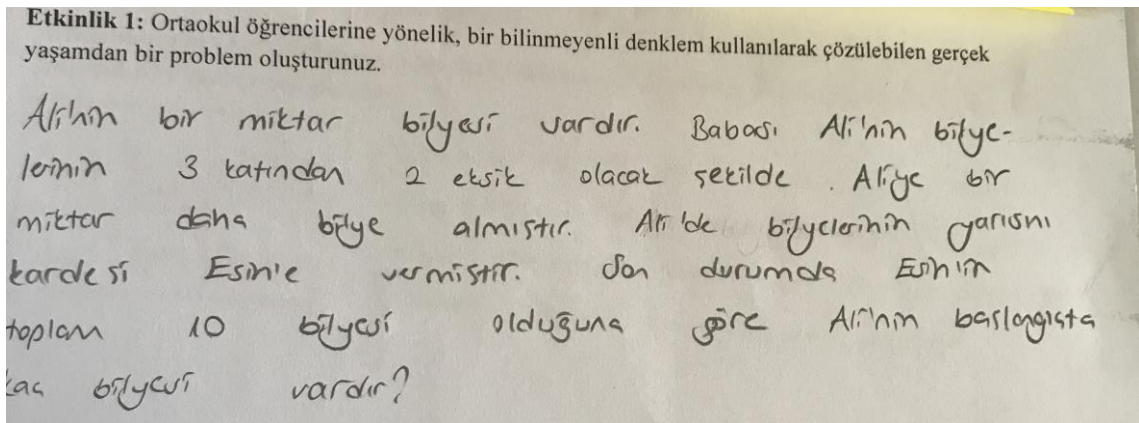 Etkinlik 1: Ortaokul öğrencilerine yönelik, bir bilinmeyenli denklem kullanılarak çözülebilen gerçek
yaşamdan bir problem oluşturunuz.
Ali'nin bir miktar bilyesi vardır. Babası Ali'nin bilye-
lerinin 3 katından 2 eksik olacak şekilde . Ali'ye bir
miktar daha bilye almıştır. Ali'de bilyelerinin yarısını
kardeşi Esin'e vermiştir. Son durumda Esin'in
toplam 10 bilyesi olduğuna göre Ali'nin başlangıçta
kaç bilyesi vardır?